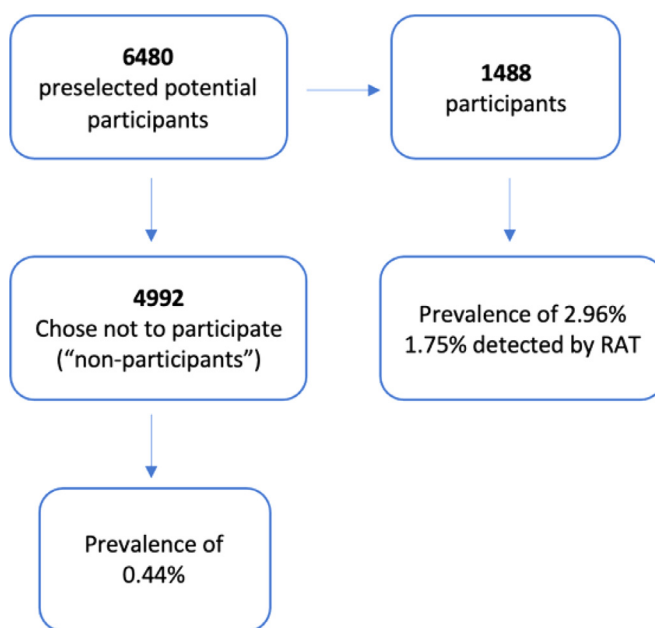 6480
preselected potential
participants
1488
participants
4992
Chose not to participate
(“non-participants”)
Prevalence of 2.96%
1.75% detected by RAT
Prevalence of
0.44%